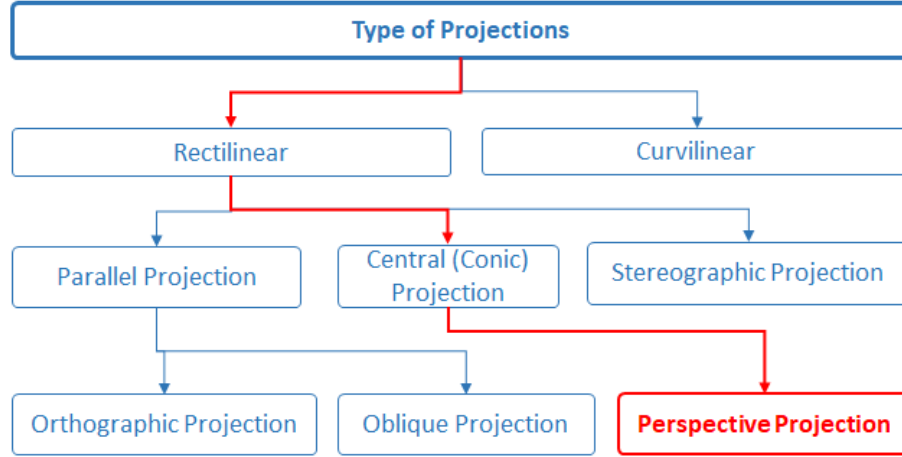 Type of Projections
Rectilinear
Curvilinear
Parallel Projection
Central (Conic)
Projection
Stereographic Projection
Orthographic Projection
Oblique Projection
Perspective Projection